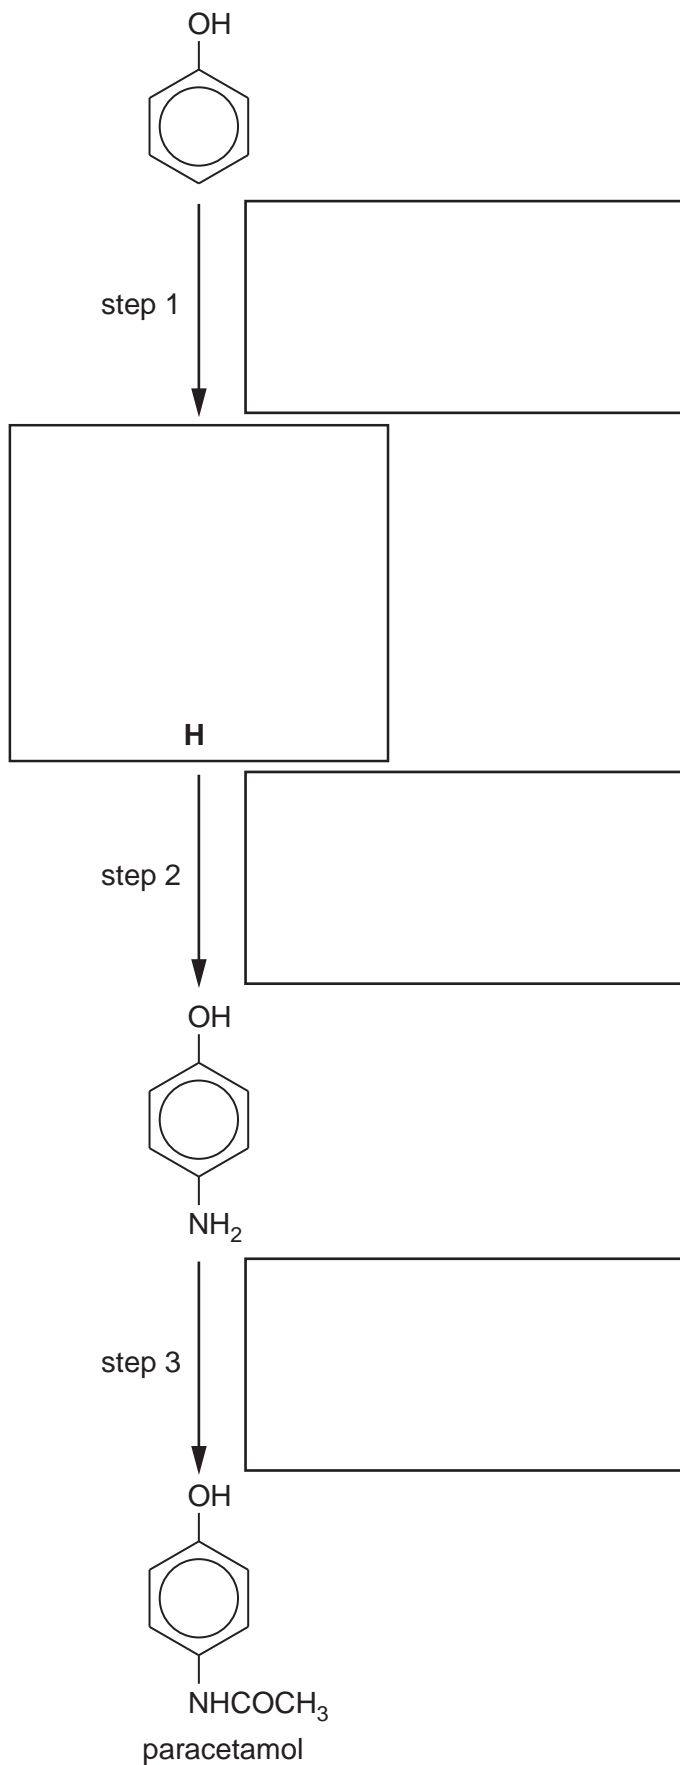 OH
step 1
H
step 2
OH
NH₂
step 3
OH
NHCOCH₃
paracetamol